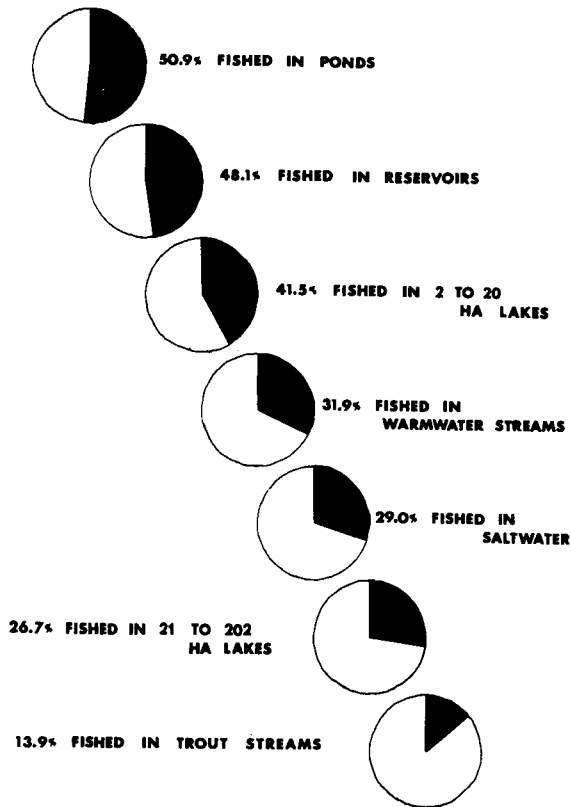 50.9% FISHED IN PONDS
48.1% FISHED IN RESERVOIRS
41.5% FISHED IN 2 TO 20
HA LAKES
31.9% FISHED IN
WARMWATER STREAMS
29.0% FISHED IN
SALTWATER
26.7% FISHED IN 21 TO 202
HA LAKES
13.9% FISHED IN TROUT STREAMS